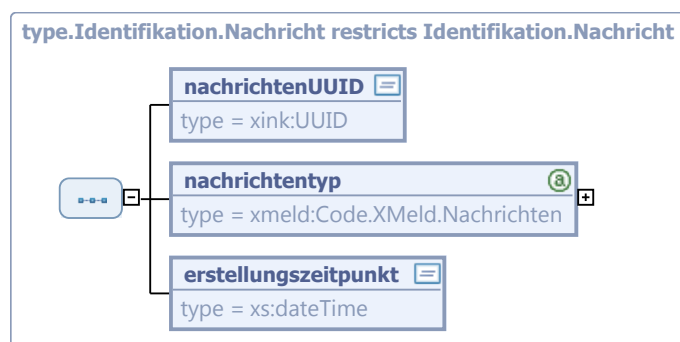 type.Identifikation.Nachricht restricts Identifikation.Nachricht
nachrichtenUUID
type = xink:UUID
nachrichtentyp
type = xmeld:Code.XMeld.Nachrichten
erstellungszeitpunkt
type = xs:dateTime